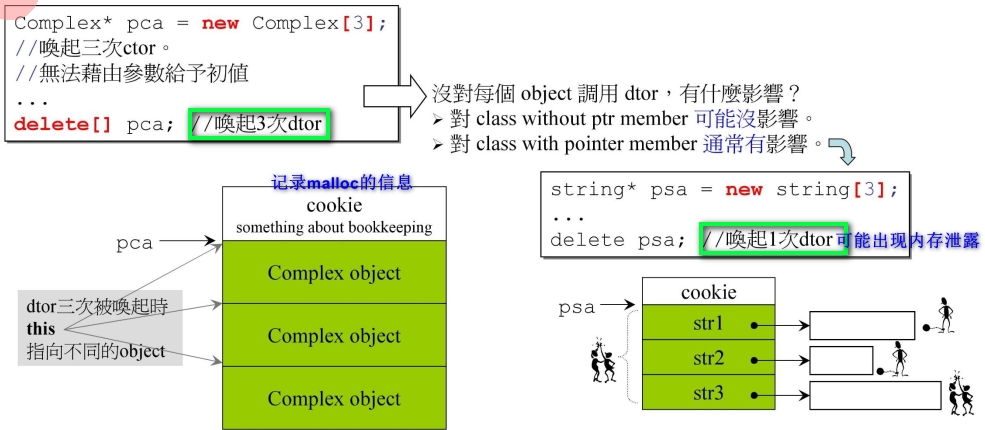 Complex* pca = new Complex[3];
//喚起三次ctor。
//無法藉由參數給予初值
...
delete[] pca; //喚起3次dtor
沒對每個 object 調用 dtor，有什麼影響？
➢ 對 class without ptr member 可能沒影響。
➢ 對 class with pointer member 通常有影響。
string* psa = new string[3];
...
delete psa; //喚起1次dtor可能出现内存泄露
记录malloc的信息
cookie
something about bookkeeping
pca
Complex object
Complex object
Complex object
dtor三次被喚起時
this
指向不同的object
cookie
psa
str1
str2
str3